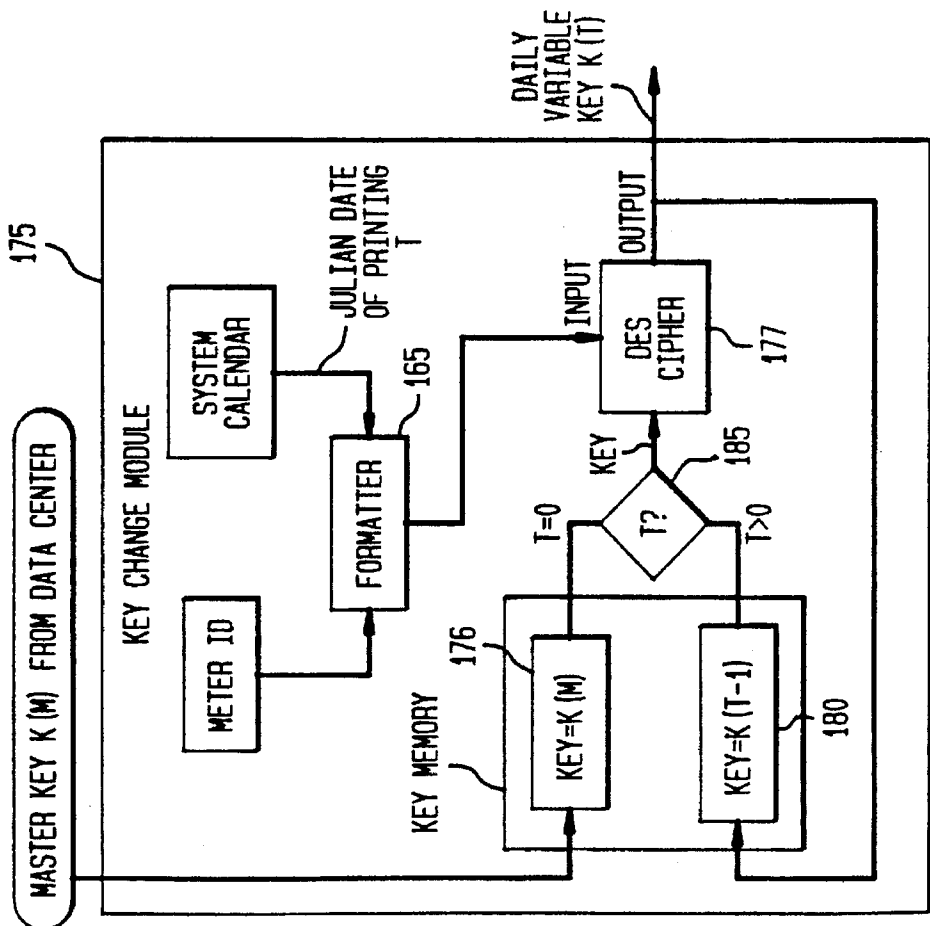 MASTER KEY K(M) FROM DATA CENTER
175
KEY CHANGE MODULE
METER ID
SYSTEM
CALENDAR
JULIAN DATE
OF PRINTING
T
FORMATTER
165
KEY MEMORY
176
KEY=K(M)
KEY=K(T-1)
180
T=0
T?
T>0
185
KEY
INPUT
DES
CIPHER
177
OUTPUT
DAILY
VARIABLE
KEY K(T)